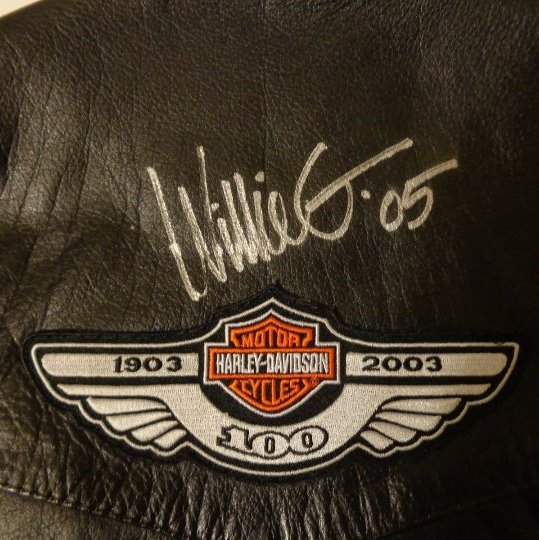 Willie G. 05
MOTOR
1903 HARLEY-DAVIDSON 2003
CYCLES ®
100